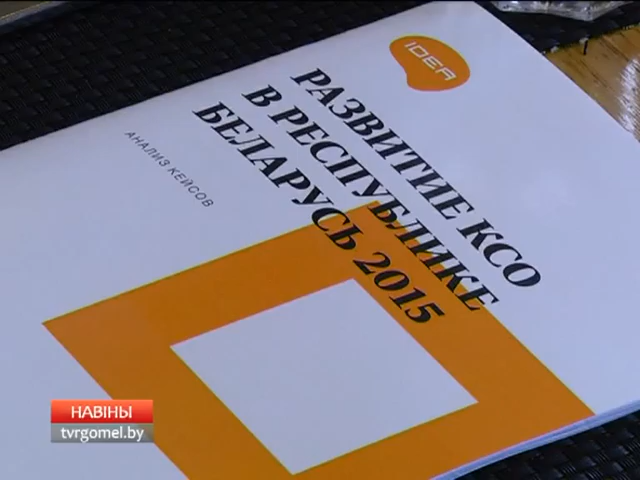 IDEA
РАЗВИТИЕ КСО
В РЕСПУБЛИКЕ
БЕЛАРУСЬ 2015
АНАЛИЗ КЕЙСОВ
НАВІНЫ
tvrgomel.by